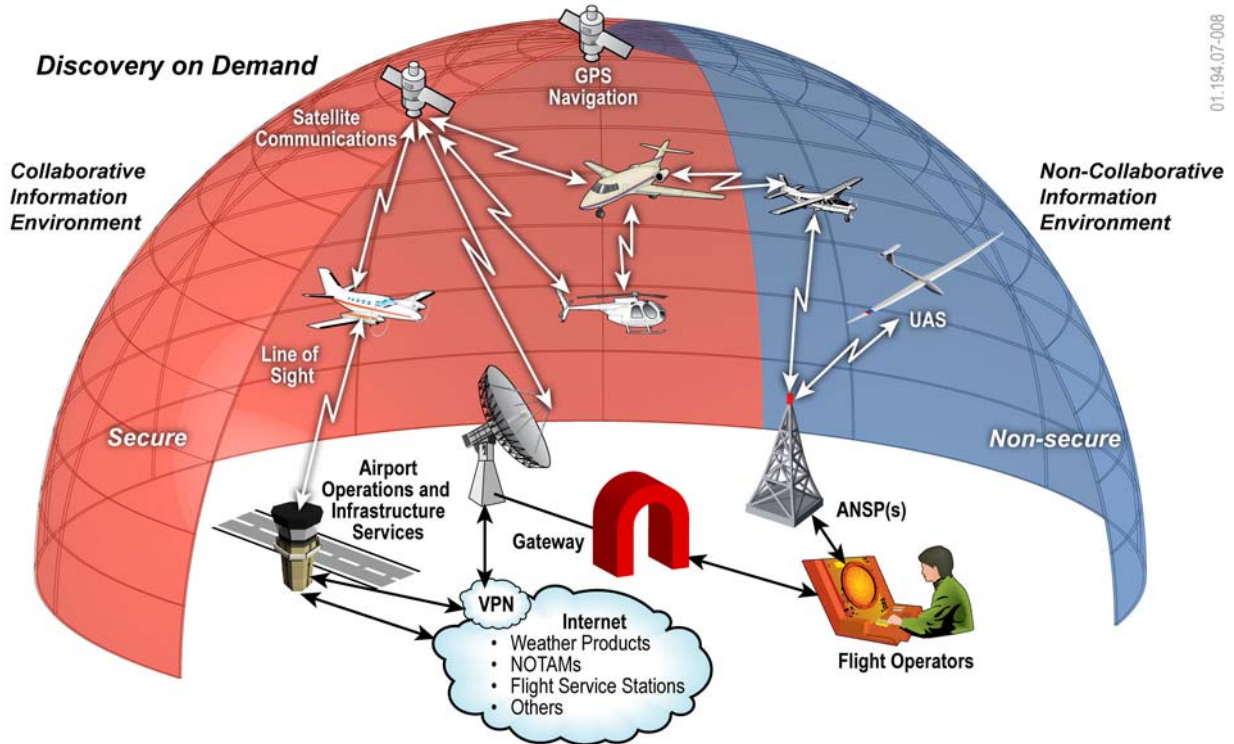 01.194.07-008
Discovery on Demand
GPS
Navigation
Satellite
Communications
Collaborative
Information
Environment
Non-Collaborative
Information
Environment
UAS
Line of
Sight
Secure
Non-secure
Airport
Operations and
Infrastructure
Services
Gateway
ANSP(s)
VPN
Internet
• Weather Products
• NOTAMs
• Flight Service Stations
• Others
Flight Operators